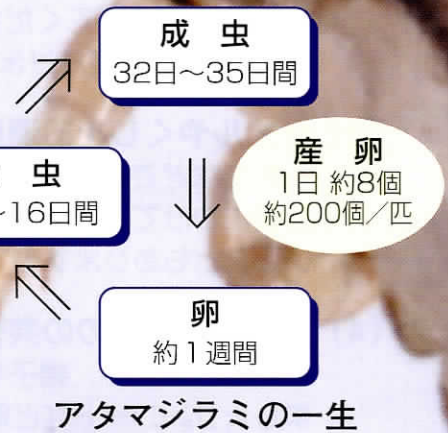 成 虫
32日～35日間
産 卵
1日 約8個
約200個／匹
虫
～16日間
卵
約1週間
アタマジラミの一生